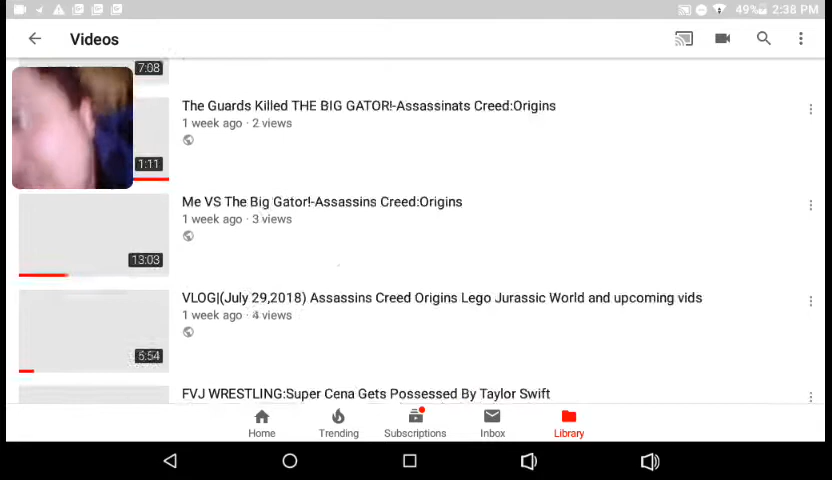 49% 2:38 PM
Videos
7:08
The Guards Killed THE BIG GATOR!-Assassinats Creed:Origins
1 week ago · 2 views
1:11
Me VS The Big Gator!-Assassins Creed:Origins
1 week ago · 3 views
13:03
VLOG|(July 29,2018) Assassins Creed Origins Lego Jurassic World and upcoming vids
1 week ago · 4 views
5:54
FVJ WRESTLING:Super Cena Gets Possessed By Taylor Swift
Home Trending Subscriptions Inbox Library